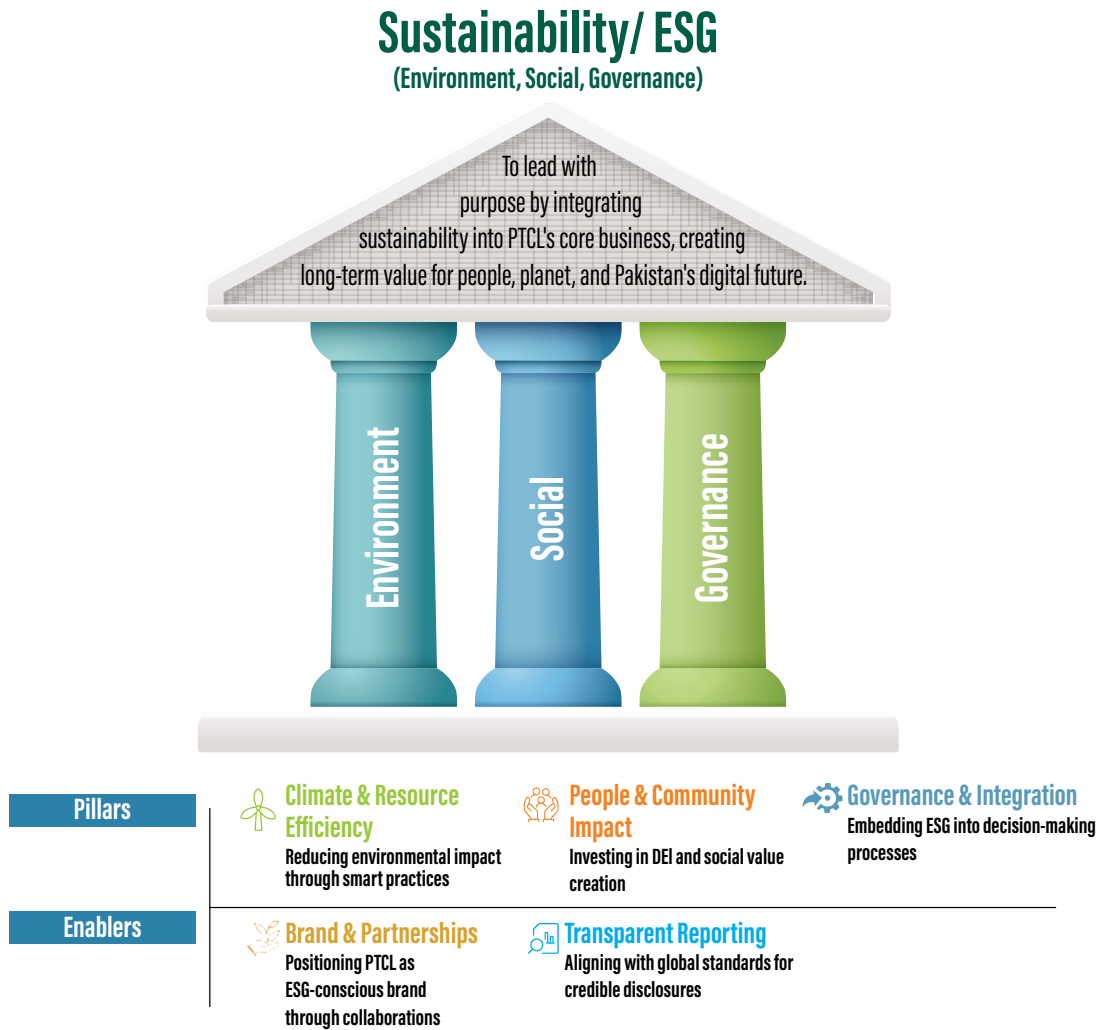 Sustainability/ ESG
(Environment, Social, Governance)
To lead with
purpose by integrating
sustainability into PTCL's core business, creating
long-term value for people, planet, and Pakistan's digital future.
Environment
Social
Governance
Pillars
Climate & Resource
Efficiency
Reducing environmental impact
through smart practices
People & Community
Impact
Investing in DEI and social value
creation
Governance & Integration
Embedding ESG into decision-making
processes
Enablers
Brand & Partnerships
Positioning PTCL as
ESG-conscious brand
through collaborations
Transparent Reporting
Aligning with global standards for
credible disclosures